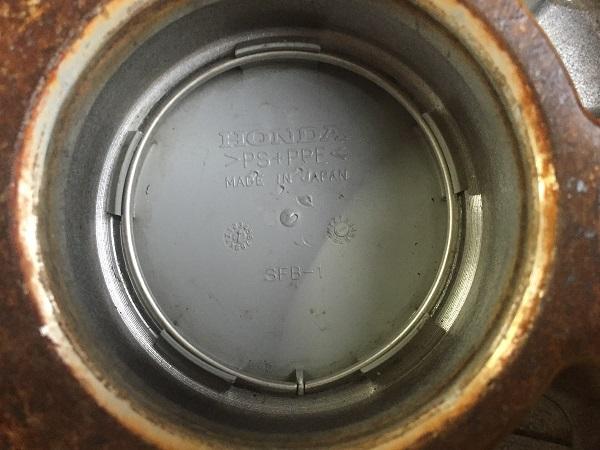 HONDA
>PS+PPE<
MADE IN JAPAN
SFB-1